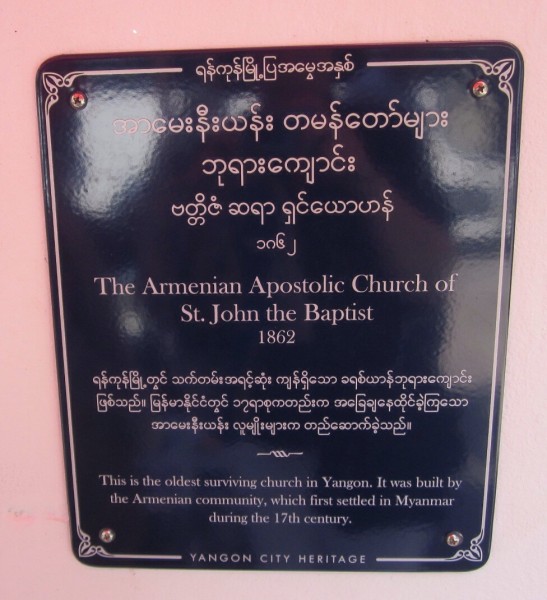 ရန်ကုန်မြို့ပြအမွေအနှစ်
အာမေးနီးယန်း တမန်တော်များ
ဘုရားကျောင်း
ဗတ္တိဇံ ဆရာ ရှင်ယောဟန်
၁၈၆၂
The Armenian Apostolic Church of
St. John the Baptist
1862
ရန်ကုန်မြို့တွင် သက်တမ်းအရင့်ဆုံး ကျန်ရှိသော ခရစ်ယာန်ဘုရားကျောင်း
ဖြစ်သည်။ မြန်မာနိုင်ငံတွင် ၁၇ရာစုကတည်းက အခြေချနေထိုင်ခဲ့ကြသော
အာမေးနီးယန်း လူမျိုးများက တည်ဆောက်ခဲ့သည်။
This is the oldest surviving church in Yangon. It was built by
the Armenian community, which first settled in Myanmar
during the 17th century.
YANGON CITY HERITAGE